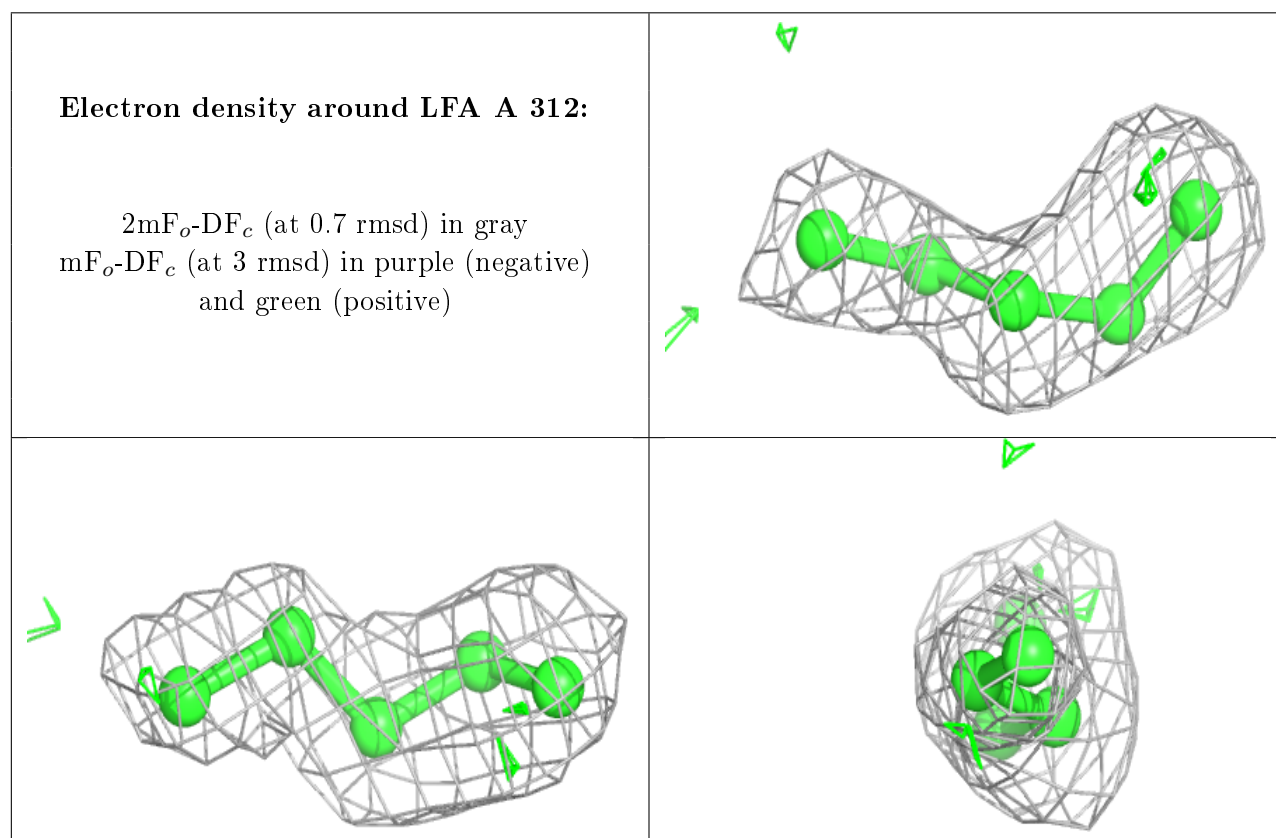 Electron density around LFA A 312:
2mFₒ-DF𝒸 (at 0.7 rmsd) in gray
mFₒ-DF𝒸 (at 3 rmsd) in purple (negative)
and green (positive)